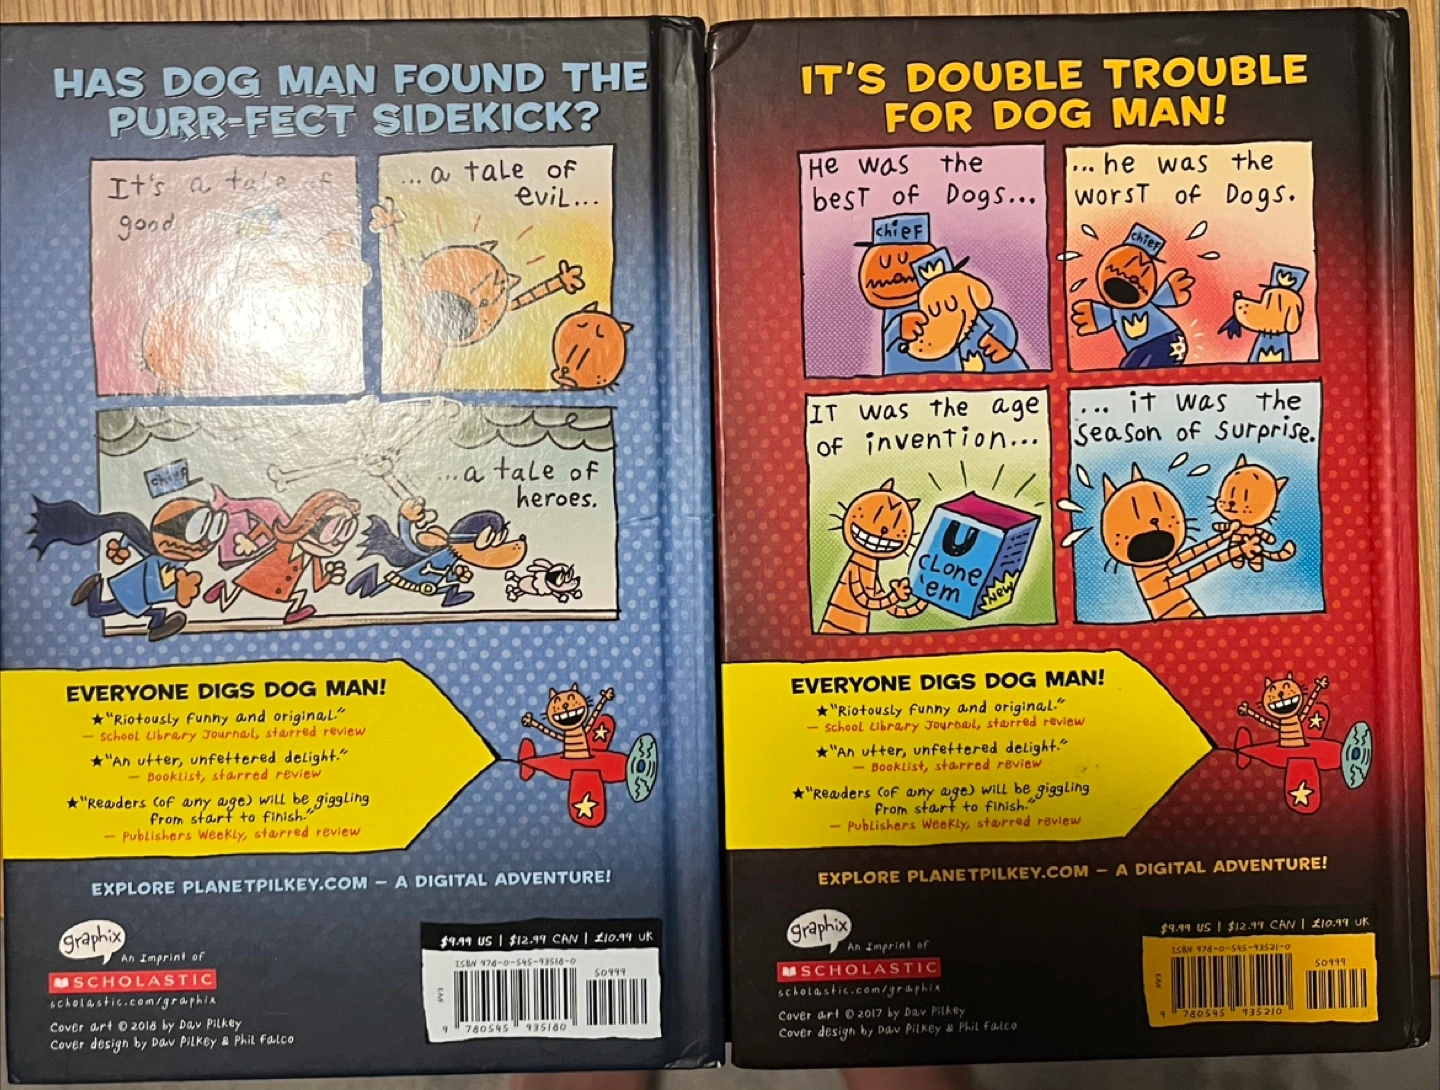 HAS DOG MAN FOUND THE
PURR-FECT SIDEKICK?
It's a tale of
good
...a tale of
evil...
chief
...a tale of
heroes.
EVERYONE DIGS DOG MAN!
★"Riotously funny and original."
— School Library Journal, starred review
★"An utter, unfettered delight."
— Booklist, starred review
★"Readers (of any age) will be giggling
from start to finish."
— Publishers Weekly, starred review
EXPLORE PLANETPILKEY.COM — A DIGITAL ADVENTURE!
graphix
An Imprint of
SCHOLASTIC
scholastic.com/graphix
Cover art © 2018 by Dav Pilkey
Cover design by Dav Pilkey & Phil Falco
$9.99 US | $12.99 CAN | £10.99 UK
ISBN 978-0-545-93518-0
50999
EAN
9 780545 935180
IT'S DOUBLE TROUBLE
FOR DOG MAN!
He was the
best of Dogs...
chief
...he was the
worst of Dogs.
chief
It was the age
of invention...
U
CLone
'em
New
... it was the
season of surprise.
EVERYONE DIGS DOG MAN!
★"Riotously funny and original."
— School Library Journal, starred review
★"An utter, unfettered delight."
— Booklist, starred review
★"Readers (of any age) will be giggling
from start to finish."
— Publishers Weekly, starred review
EXPLORE PLANETPILKEY.COM — A DIGITAL ADVENTURE!
graphix
An Imprint of
SCHOLASTIC
scholastic.com/graphix
Cover art © 2017 by Dav Pilkey
Cover design by Dav Pilkey & Phil Falco
$9.99 US | $12.99 CAN | £10.99 UK
ISBN 978-0-545-93521-0
50999
EAN
9 780545 935210